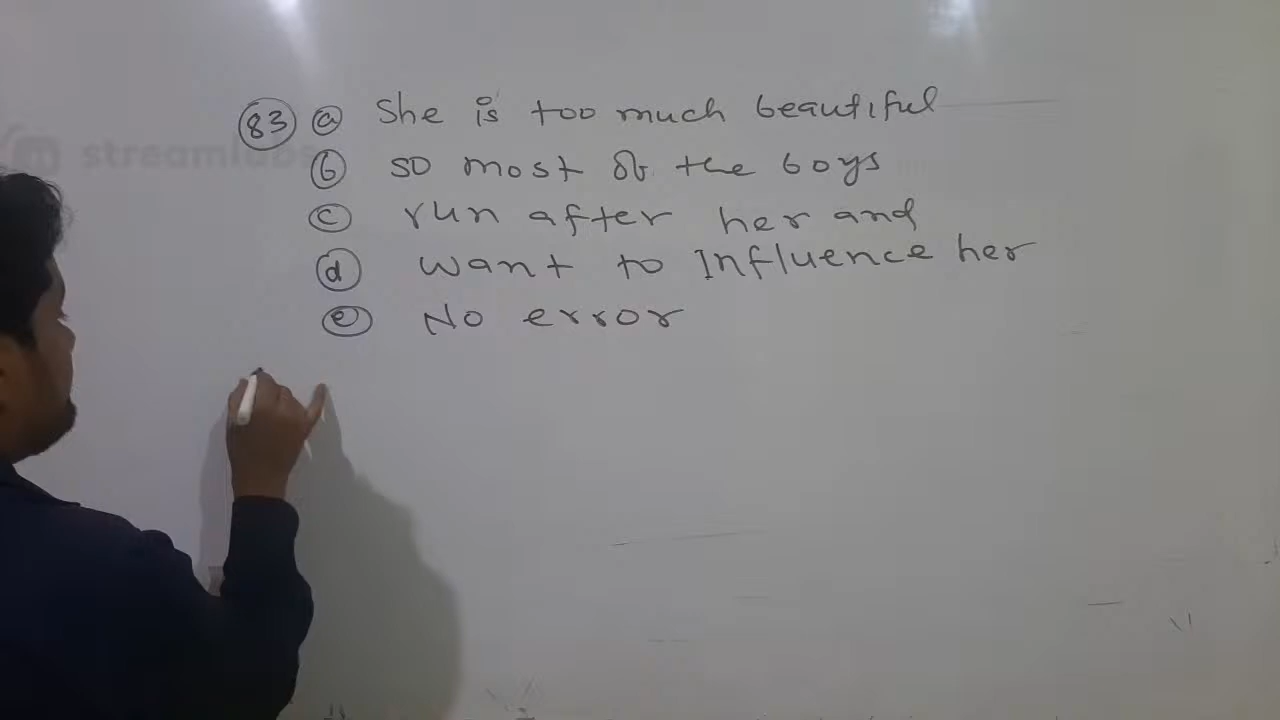 83 a She is too much beautiful
b so most of the boys
c run after her and
d want to Influence her
e No error
streamlabs